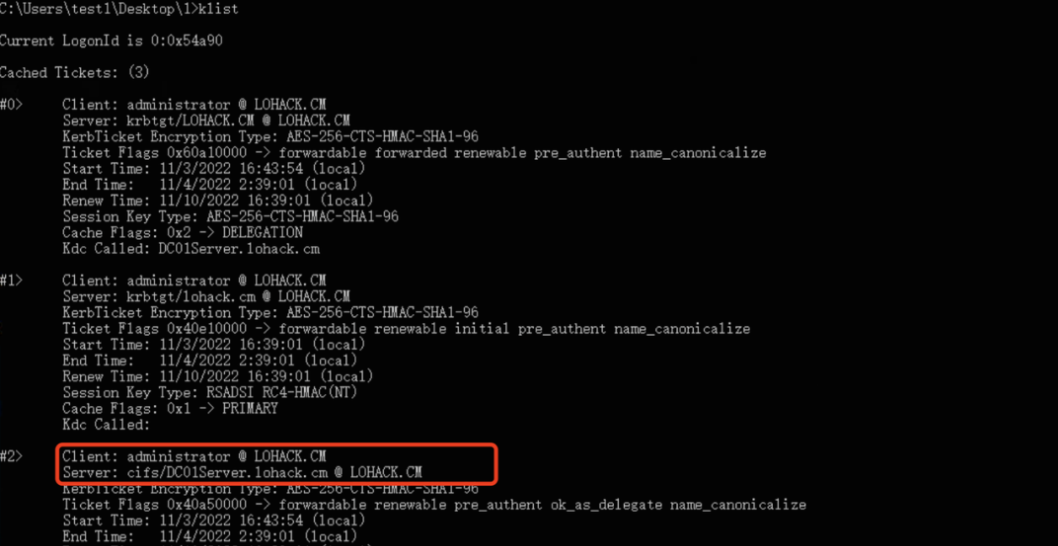 C:\Users\test1\Desktop\1>klist
Current LogonId is 0:0x54a90
Cached Tickets: (3)
#0> Client: administrator @ LOHACK.CM
Server: krbtgt/LOHACK.CM @ LOHACK.CM
KerbTicket Encryption Type: AES-256-CTS-HMAC-SHA1-96
Ticket Flags 0x60a10000 -> forwardable forwarded renewable pre_authent name_canonicalize
Start Time: 11/3/2022 16:43:54 (local)
End Time: 11/4/2022 2:39:01 (local)
Renew Time: 11/10/2022 16:39:01 (local)
Session Key Type: AES-256-CTS-HMAC-SHA1-96
Cache Flags: 0x2 -> DELEGATION
Kdc Called: DC01Server.lohack.cm
#1> Client: administrator @ LOHACK.CM
Server: krbtgt/lohack.cm @ LOHACK.CM
KerbTicket Encryption Type: AES-256-CTS-HMAC-SHA1-96
Ticket Flags 0x40e10000 -> forwardable renewable initial pre_authent name_canonicalize
Start Time: 11/3/2022 16:39:01 (local)
End Time: 11/4/2022 2:39:01 (local)
Renew Time: 11/10/2022 16:39:01 (local)
Session Key Type: RSADSI RC4-HMAC(NT)
Cache Flags: 0x1 -> PRIMARY
Kdc Called:
#2> Client: administrator @ LOHACK.CM
Server: cifs/DC01Server.lohack.cm @ LOHACK.CM
KerbTicket Encryption Type: AES-256-CTS-HMAC-SHA1-96
Ticket Flags 0x40a50000 -> forwardable renewable pre_authent ok_as_delegate name_canonicalize
Start Time: 11/3/2022 16:43:54 (local)
End Time: 11/4/2022 2:39:01 (local)